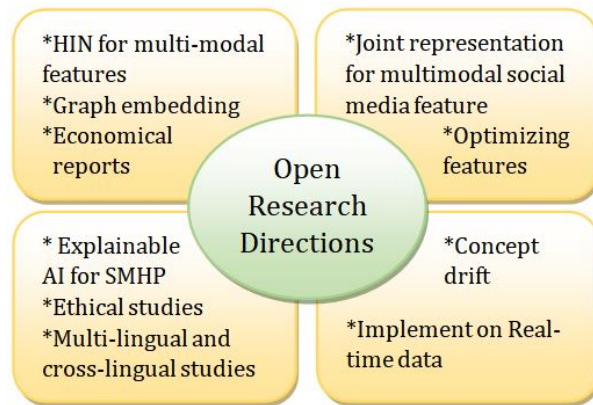 *HIN for multi-modal
features
*Graph embedding
*Economical
reports
*Joint representation
for multimodal social
media feature
*Optimizing
features
Open
Research
Directions
* Explainable
AI for SMHP
*Ethical studies
*Multi-lingual and
cross-lingual studies
*Concept
drift
*Implement on Real-
time data